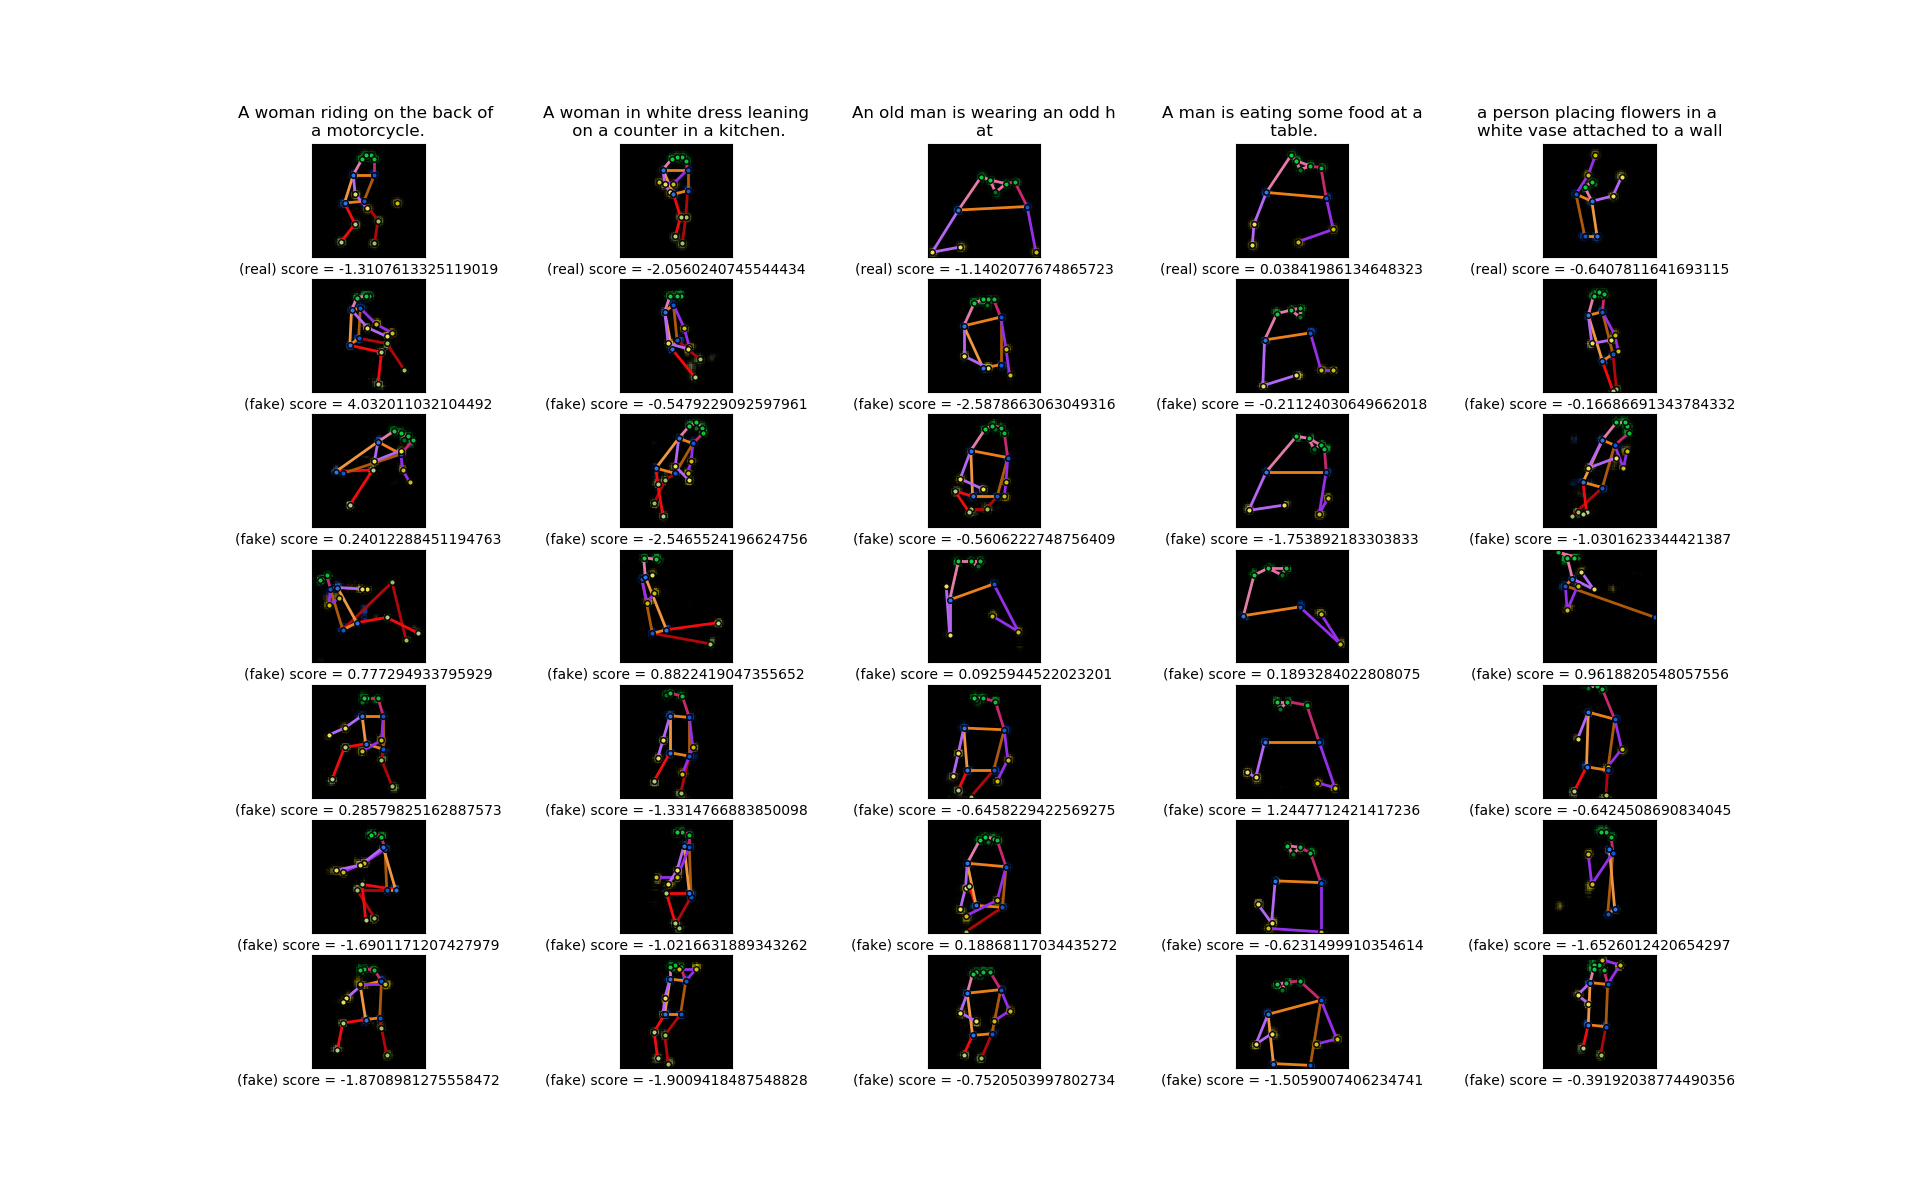 A woman riding on the back of
a motorcycle.
A woman in white dress leaning
on a counter in a kitchen.
An old man is wearing an odd h
at
A man is eating some food at a
table.
a person placing flowers in a
white vase attached to a wall
(real) score = -1.3107613325119019
(real) score = -2.0560240745544434
(real) score = -1.1402077674865723
(real) score = 0.03841986134648323
(real) score = -0.6407811641693115
(fake) score = 4.032011032104492
(fake) score = -0.5479229092597961
(fake) score = -2.5878663063049316
(fake) score = -0.21124030649662018
(fake) score = -0.16686691343784332
(fake) score = 0.24012288451194763
(fake) score = -2.5465524196624756
(fake) score = -0.5606222748756409
(fake) score = -1.753892183303833
(fake) score = -1.0301623344421387
(fake) score = 0.777294933795929
(fake) score = 0.8822419047355652
(fake) score = 0.0925944522023201
(fake) score = 0.1893284022808075
(fake) score = 0.9618820548057556
(fake) score = 0.28579825162887573
(fake) score = -1.3314766883850098
(fake) score = -0.6458229422569275
(fake) score = 1.2447712421417236
(fake) score = -0.6424508690834045
(fake) score = -1.6901171207427979
(fake) score = -1.0216631889343262
(fake) score = 0.18868117034435272
(fake) score = -0.6231499910354614
(fake) score = -1.6526012420654297
(fake) score = -1.8708981275558472
(fake) score = -1.9009418487548828
(fake) score = -0.7520503997802734
(fake) score = -1.5059007406234741
(fake) score = -0.39192038774490356